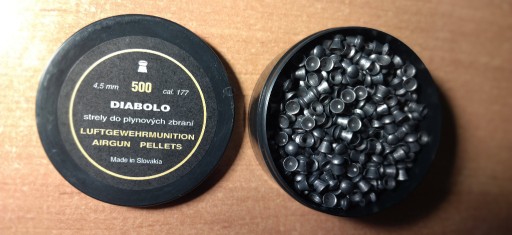 4.5 mm 500 cal. 177
DIABOLO
strely do plynových zbraní
LUFTGEWEHRMUNITION
AIRGUN PELLETS
Made in Slovakia